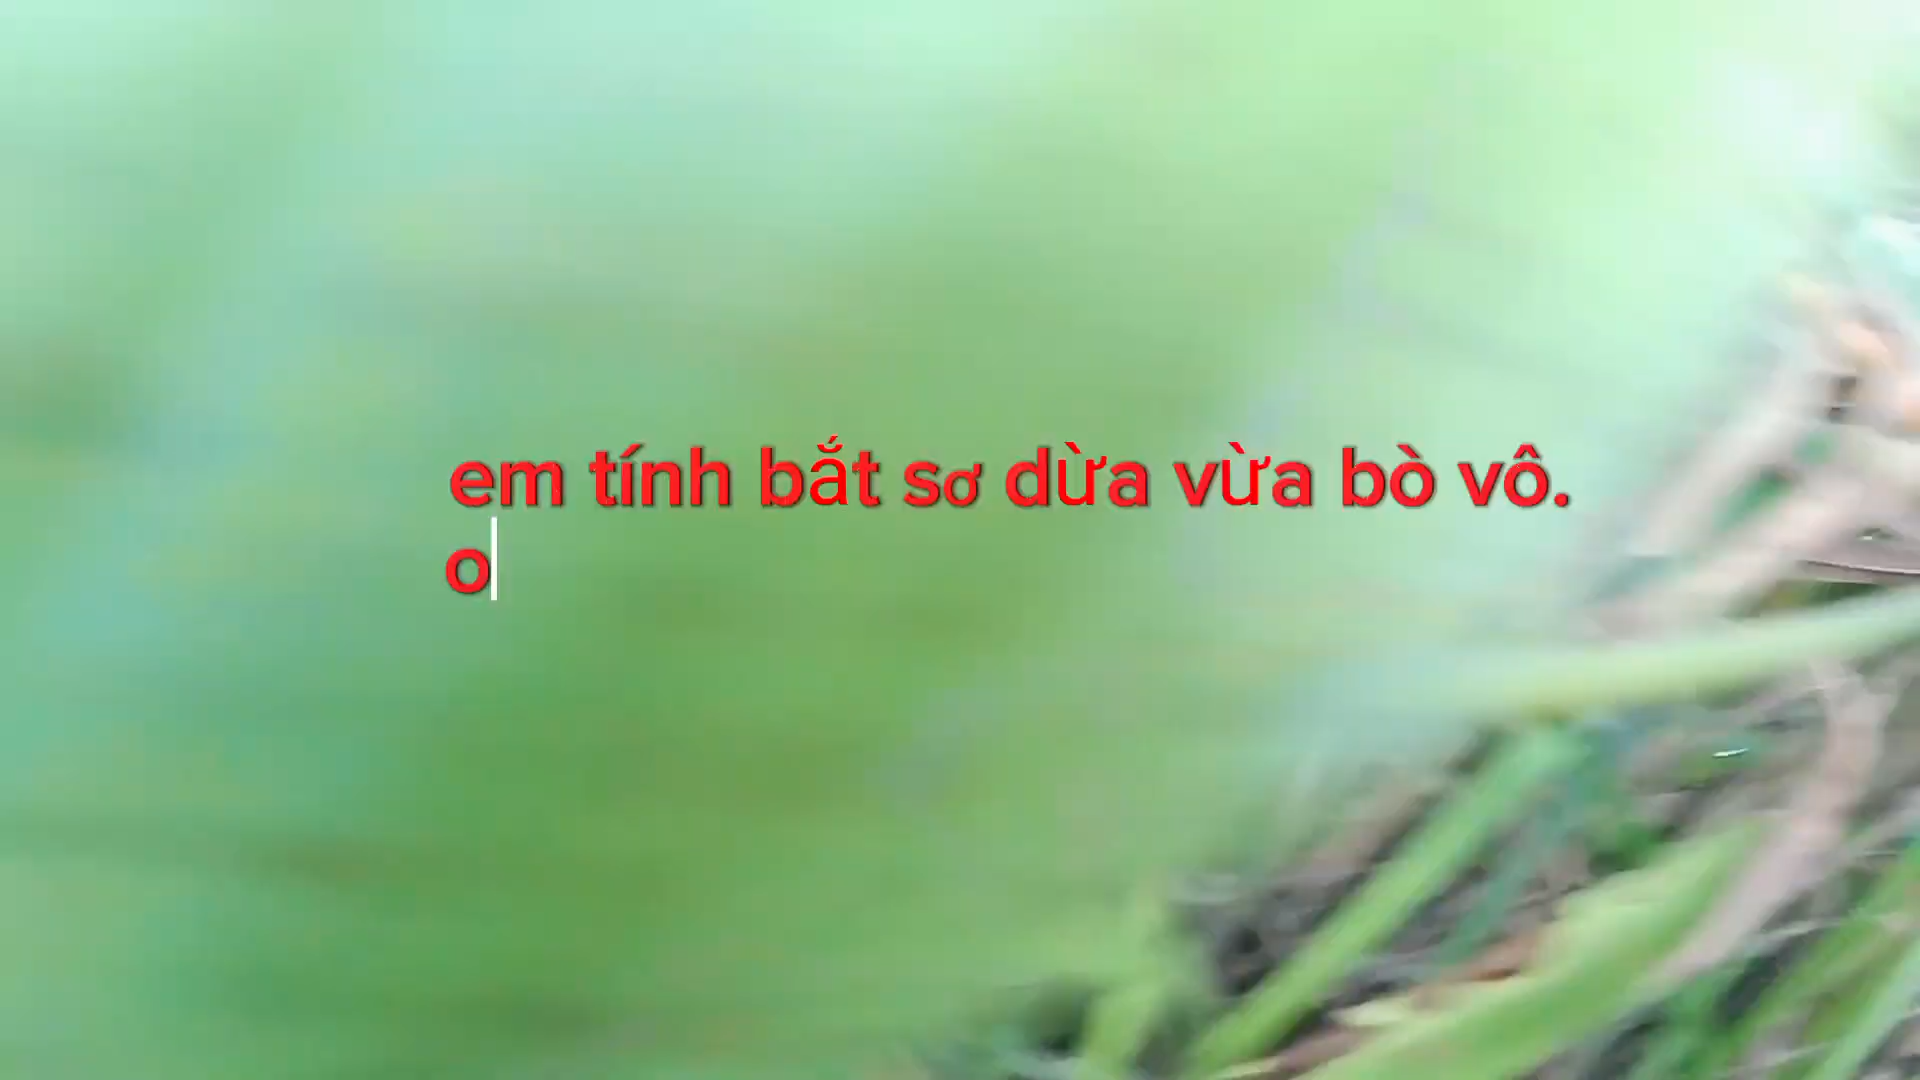 em tính bắt sơ dừa vừa bò vô.
o